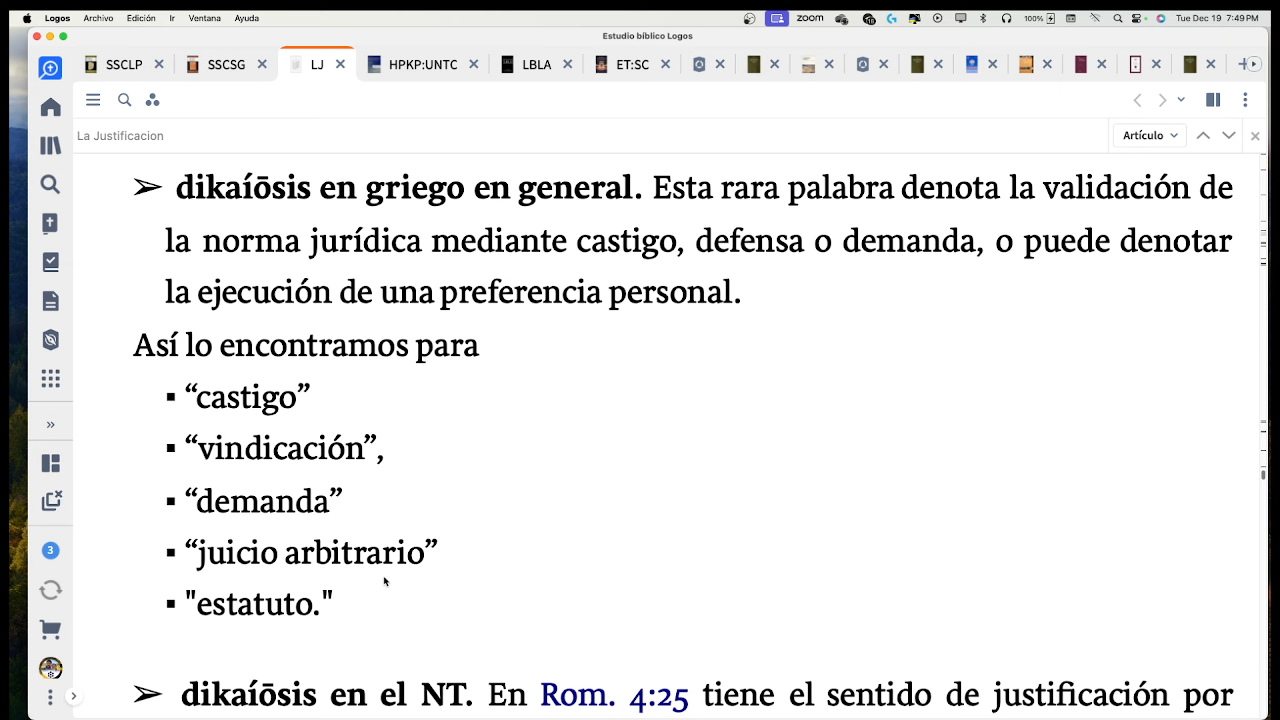 Logos Archivo Edición Ir Ventana Ayuda zoom 100% Tue Dec 19 7:49 PM
Estudio bíblico Logos
SSCLP SSCSG LJ HPKP:UNTC LBLA ET:SC
La Justificacion Artículo
➢ dikaíōsis en griego en general. Esta rara palabra denota la validación de
la norma jurídica mediante castigo, defensa o demanda, o puede denotar
la ejecución de una preferencia personal.
Así lo encontramos para
▪ “castigo”
▪ “vindicación”,
▪ “demanda”
▪ “juicio arbitrario”
▪ "estatuto."
3
➢ dikaíōsis en el NT. En Rom. 4:25 tiene el sentido de justificación por